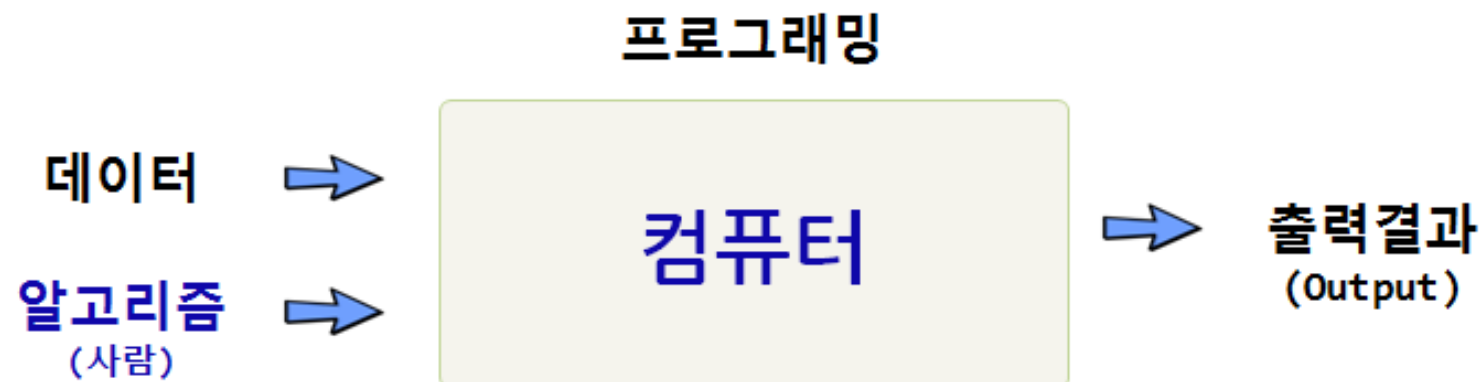 프로그래밍
데이터
알고리즘
(사람)
컴퓨터
출력결과
(Output)